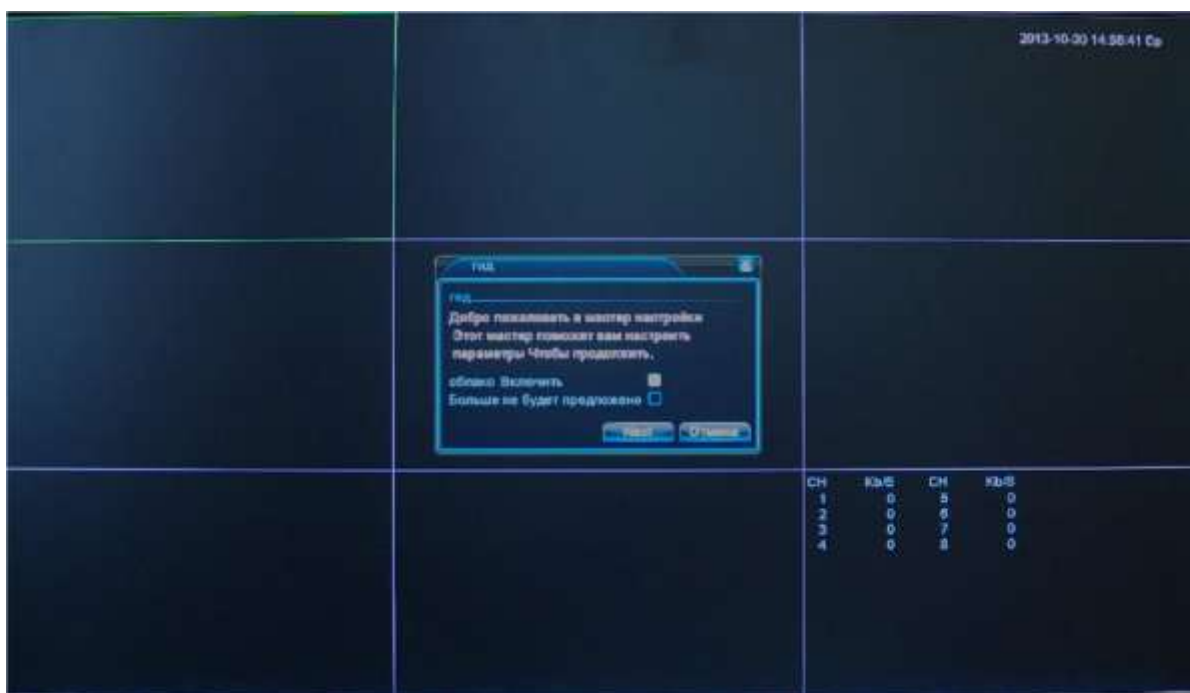 2013-10-30 14:58:41 Ср
гид
гид
Добро пожаловать в мастер настройки
Этот мастер поможет вам настроить
параметры Чтобы продолжить,
облако Включить
Больше не будет предложено
Next Отмена
CH Kb/S CH Kb/S
1 0 5 0
2 0 6 0
3 0 7 0
4 0 8 0